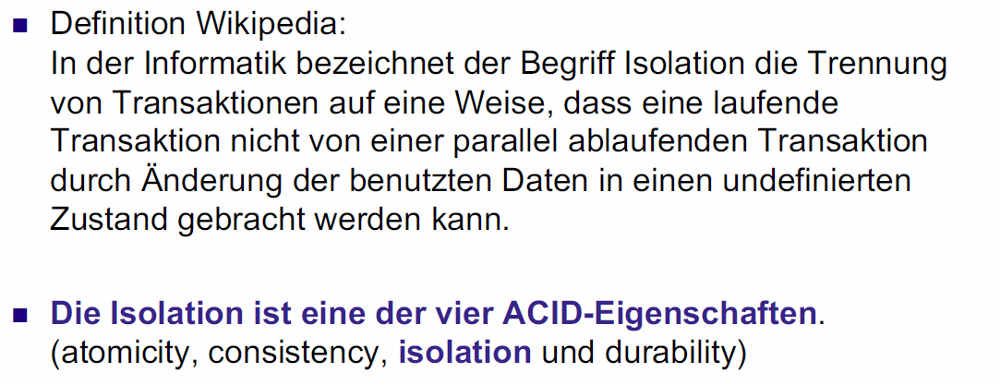 Definition Wikipedia:
In der Informatik bezeichnet der Begriff Isolation die Trennung
von Transaktionen auf eine Weise, dass eine laufende
Transaktion nicht von einer parallel ablaufenden Transaktion
durch Änderung der benutzten Daten in einen undefinierten
Zustand gebracht werden kann.
Die Isolation ist eine der vier ACID-Eigenschaften.
(atomicity, consistency, isolation und durability)